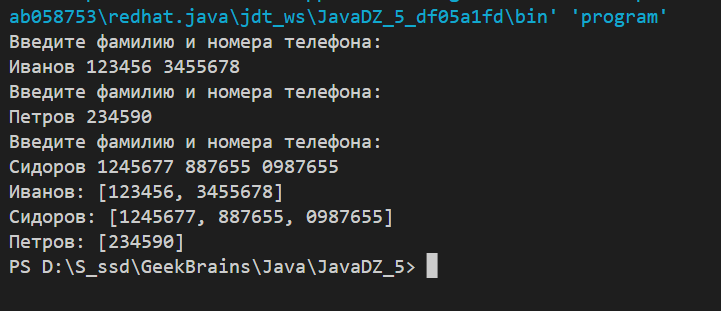 ab058753\redhat.java\jdt_ws\JavaDZ_5_df05a1fd\bin' 'program'
Введите фамилию и номера телефона:
Иванов 123456 3455678
Введите фамилию и номера телефона:
Петров 234590
Введите фамилию и номера телефона:
Сидоров 1245677 887655 0987655
Иванов: [123456, 3455678]
Сидоров: [1245677, 887655, 0987655]
Петров: [234590]
PS D:\S_ssd\GeekBrains\Java\JavaDZ_5>